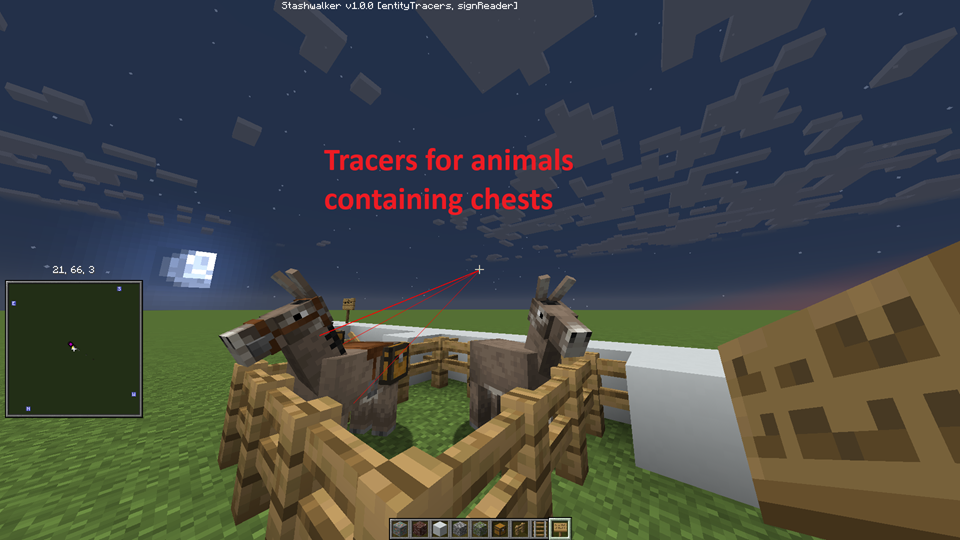 Stashwalker v1.0.0 [entityTracers, signReader]
Tracers for animals
containing chests
21, 66, 3
S
E
W
N